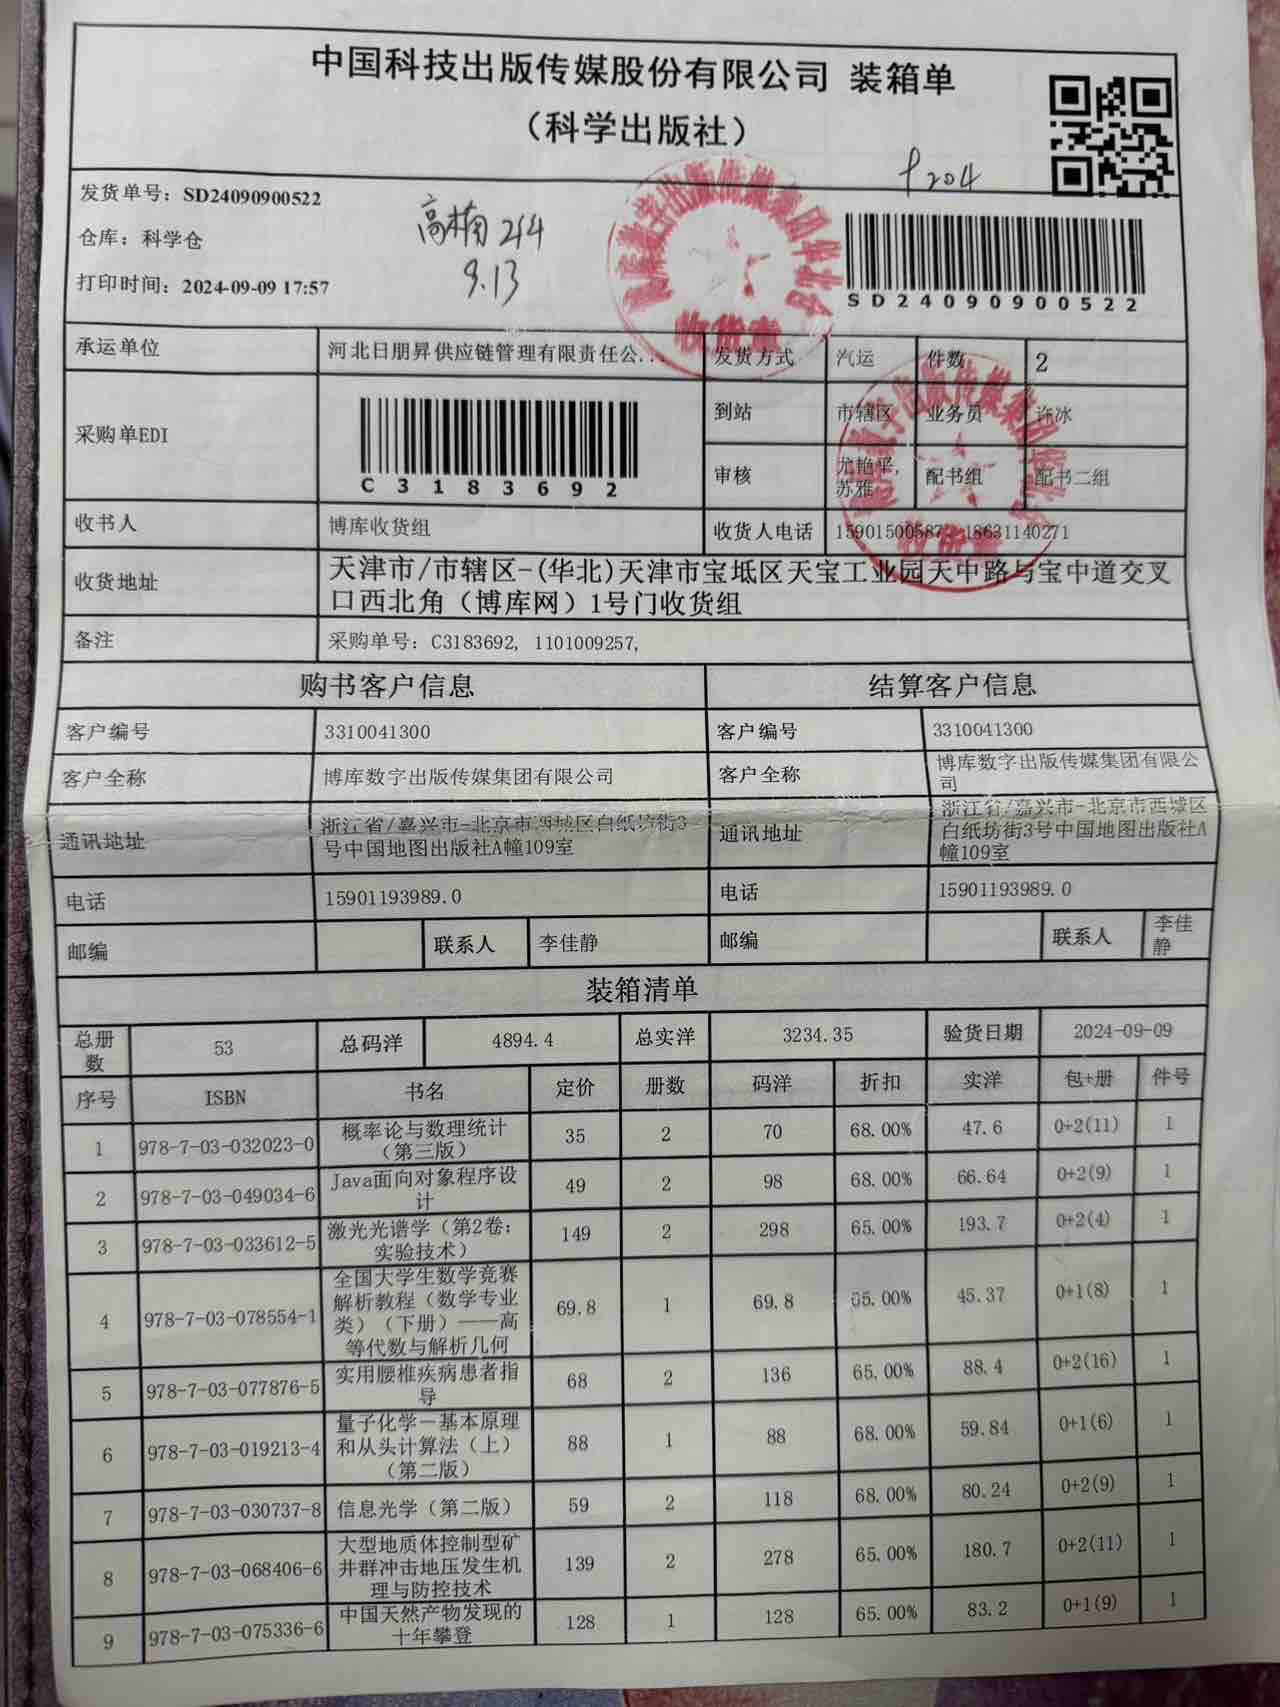 中国科技出版传媒股份有限公司 装箱单
（科学出版社）
发货单号：SD24090900522
仓库：科学仓
打印时间：2024-09-09 17:57
高楠 244
9.13
204
SD24090900522
收货章
承运单位 河北日朋昇供应链管理有限责任公... 发货方式 汽运 件数 2
采购单EDI C3183692
到站 市辖区 业务员 许冰
审核 尤艳平, 苏雅 配书组 配书二组
收书人 博库收货组 收货人电话 15901500587, 18631140271
收货地址 天津市/市辖区-(华北)天津市宝坻区天宝工业园天中路与宝中道交叉
口西北角（博库网）1号门收货组
备注 采购单号：C3183692, 1101009257,
收货章
购书客户信息 结算客户信息
客户编号 3310041300 客户编号 3310041300
客户全称 博库数字出版传媒集团有限公司 客户全称 博库数字出版传媒集团有限公
司
通讯地址 浙江省/嘉兴市-北京市西城区白纸坊街3
号中国地图出版社A幢109室
通讯地址 浙江省/嘉兴市-北京市西城区
白纸坊街3号中国地图出版社A
幢109室
电话 15901193989.0 电话 15901193989.0
邮编 联系人 李佳静 邮编 联系人 李佳
静
装箱清单
总册
数 53 总码洋 4894.4 总实洋 3234.35 验货日期 2024-09-09
序号 ISBN 书名 定价 册数 码洋 折扣 实洋 包+册 件号
1 978-7-03-032023-0 概率论与数理统计
（第三版） 35 2 70 68.00% 47.6 0+2(11) 1
2 978-7-03-049034-6 Java面向对象程序设
计 49 2 98 68.00% 66.64 0+2(9) 1
3 978-7-03-033612-5 激光光谱学（第2卷：
实验技术） 149 2 298 65.00% 193.7 0+2(4) 1
4 978-7-03-078554-1 全国大学生数学竞赛
解析教程（数学专业
类）（下册）——高
等代数与解析几何 69.8 1 69.8 65.00% 45.37 0+1(8) 1
5 978-7-03-077876-5 实用腰椎疾病患者指
导 68 2 136 65.00% 88.4 0+2(16) 1
6 978-7-03-019213-4 量子化学－基本原理
和从头计算法（上）
（第二版） 88 1 88 68.00% 59.84 0+1(6) 1
7 978-7-03-030737-8 信息光学（第二版） 59 2 118 68.00% 80.24 0+2(9) 1
8 978-7-03-068406-6 大型地质体控制型矿
井群冲击地压发生机
理与防控技术 139 2 278 65.00% 180.7 0+2(11) 1
9 978-7-03-075336-6 中国天然产物发现的
十年攀登 128 1 128 65.00% 83.2 0+1(9) 1